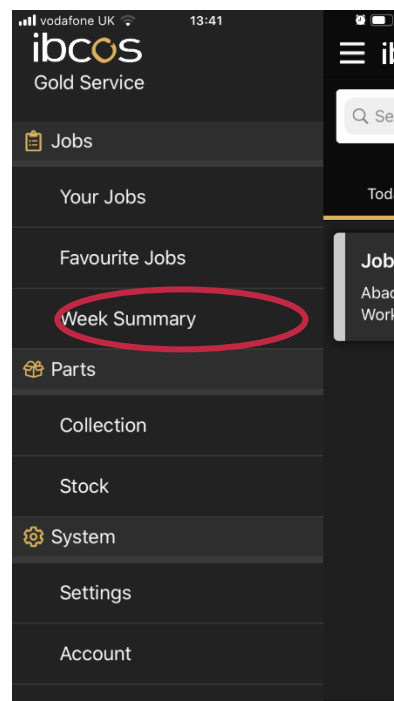 vodafone UK 13:41
ibcos
Gold Service
Jobs
Your Jobs
Favourite Jobs
Week Summary
Parts
Collection
Stock
System
Settings
Account